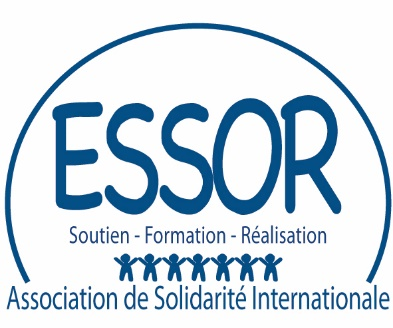 ESSOR
Soutien - Formation - Réalisation
Association de Solidarité Internationale